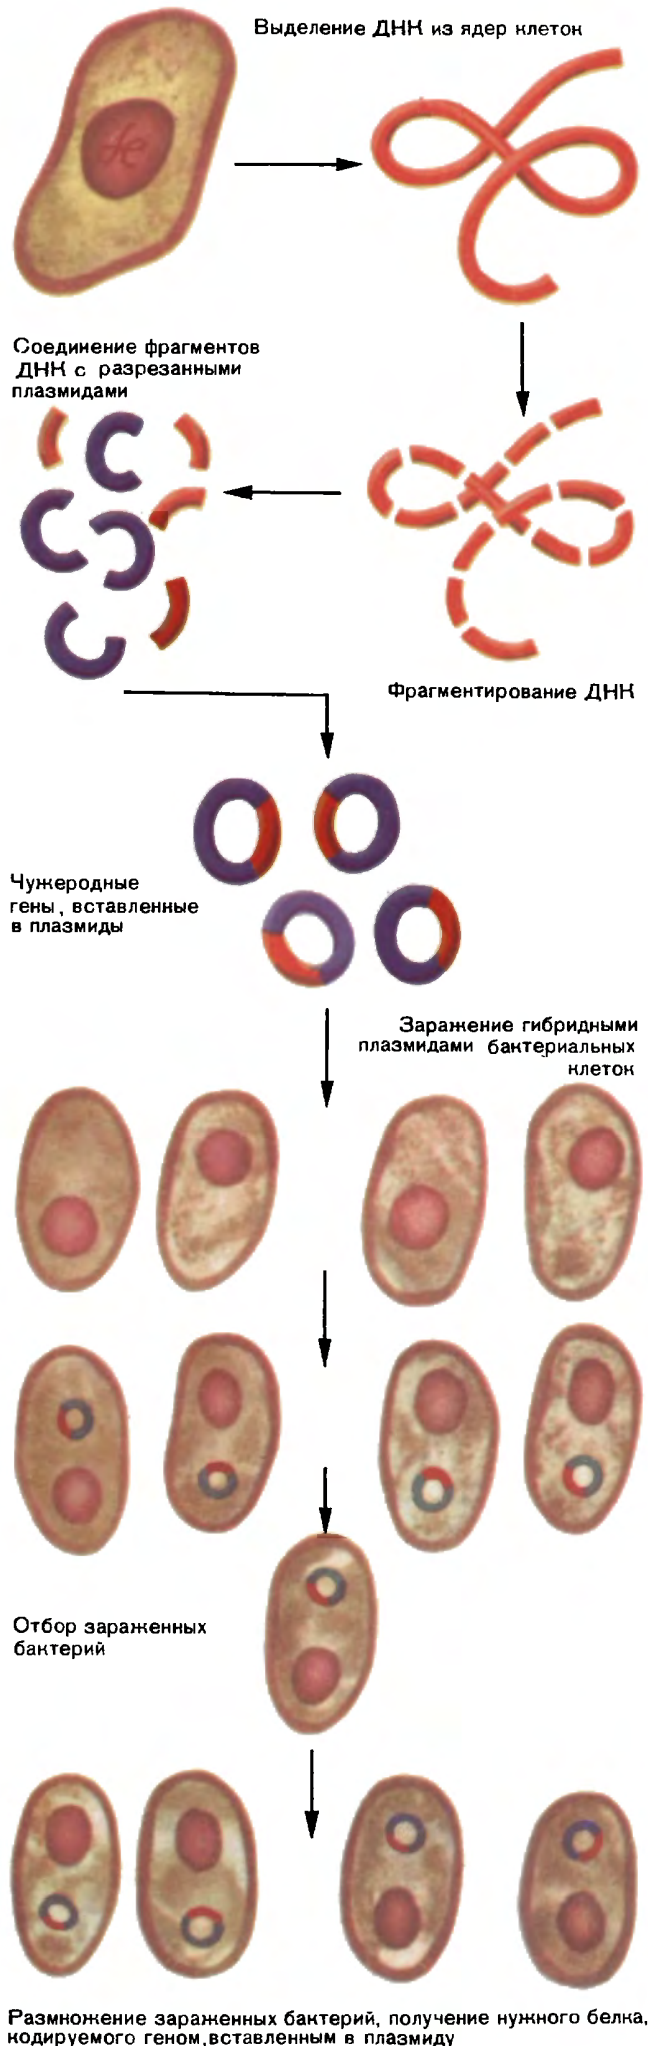 Выделение ДНК из ядер клеток
Соединение фрагментов
ДНК с разрезанными
плазмидами
Фрагментирование ДНК
Чужеродные
гены, вставленные
в плазмиды
Заражение гибридными
плазмидами бактериальных
клеток
Отбор зараженных
бактерий
Размножение зараженных бактерий, получение нужного белка,
кодируемого геном,вставленным в плазмиду